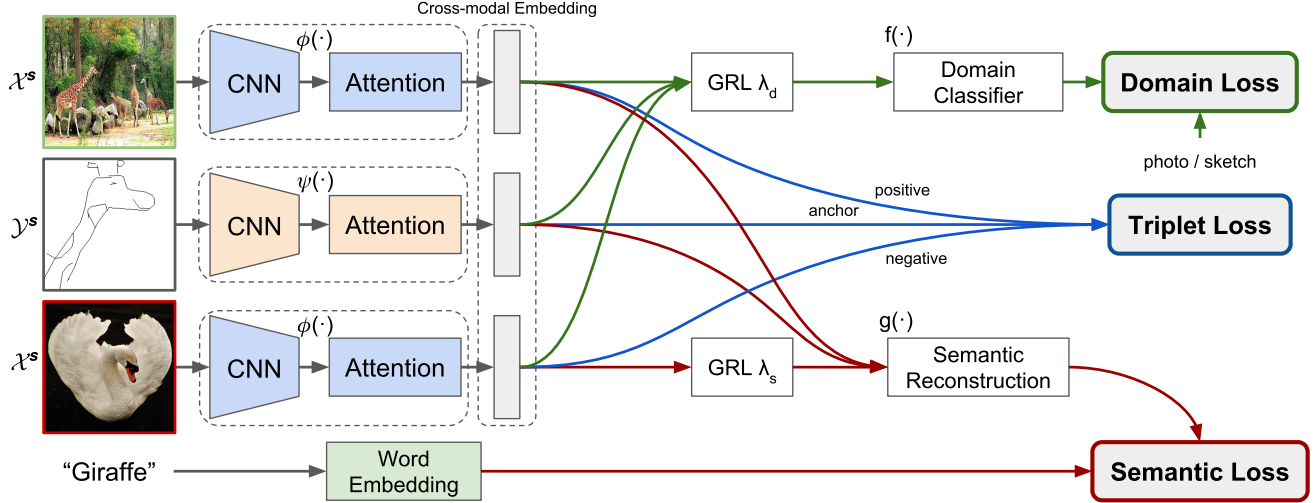 Cross-modal Embedding
𝒳ˢ
ϕ(·)
CNN
Attention
GRL λd
f(·)
Domain
Classifier
Domain Loss
photo / sketch
𝒴ˢ
ψ(·)
CNN
Attention
positive
anchor
negative
Triplet Loss
𝒳ˢ
ϕ(·)
CNN
Attention
GRL λs
g(·)
Semantic
Reconstruction
“Giraffe”
Word
Embedding
Semantic Loss